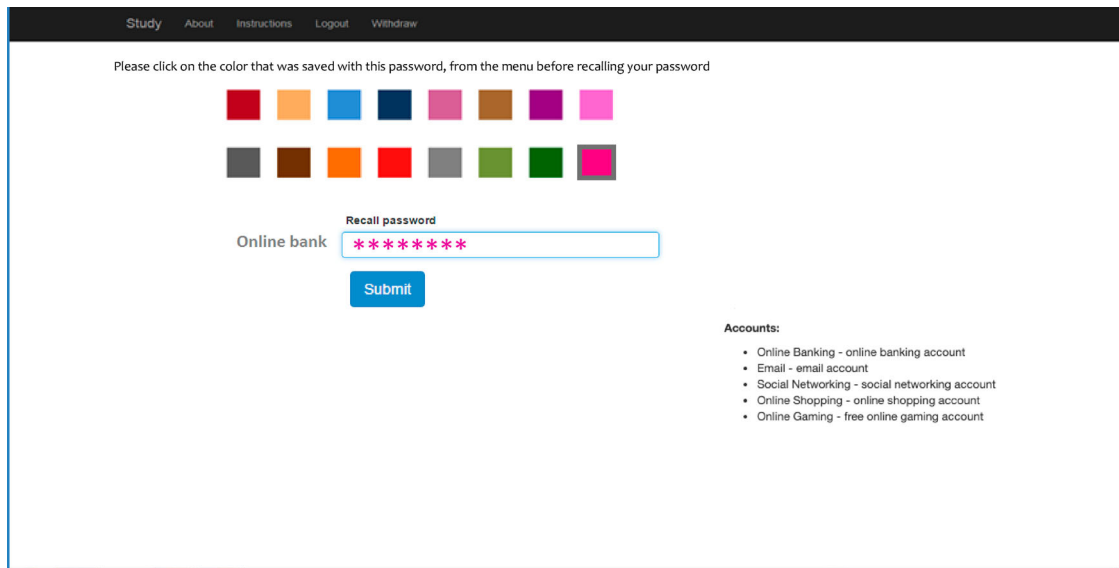 Study About Instructions Logout Withdraw
Please click on the color that was saved with this password, from the menu before recalling your password
Recall password
Online bank ********
Submit
Accounts:
• Online Banking - online banking account
• Email - email account
• Social Networking - social networking account
• Online Shopping - online shopping account
• Online Gaming - free online gaming account